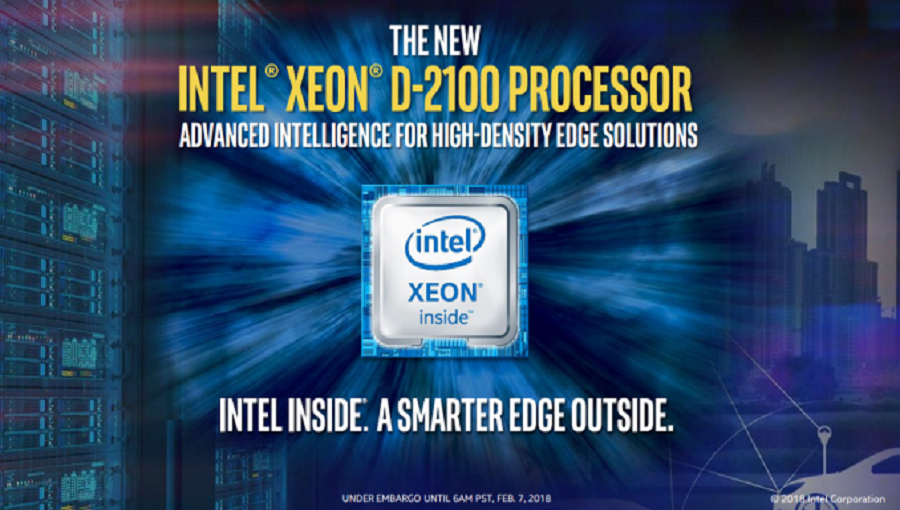 THE NEW
INTEL® XEON® D-2100 PROCESSOR
ADVANCED INTELLIGENCE FOR HIGH-DENSITY EDGE SOLUTIONS
intel®
XEON®
inside™
INTEL INSIDE®. A SMARTER EDGE OUTSIDE.
UNDER EMBARGO UNTIL 6AM PST, FEB. 7, 2018
© 2018 Intel Corporation